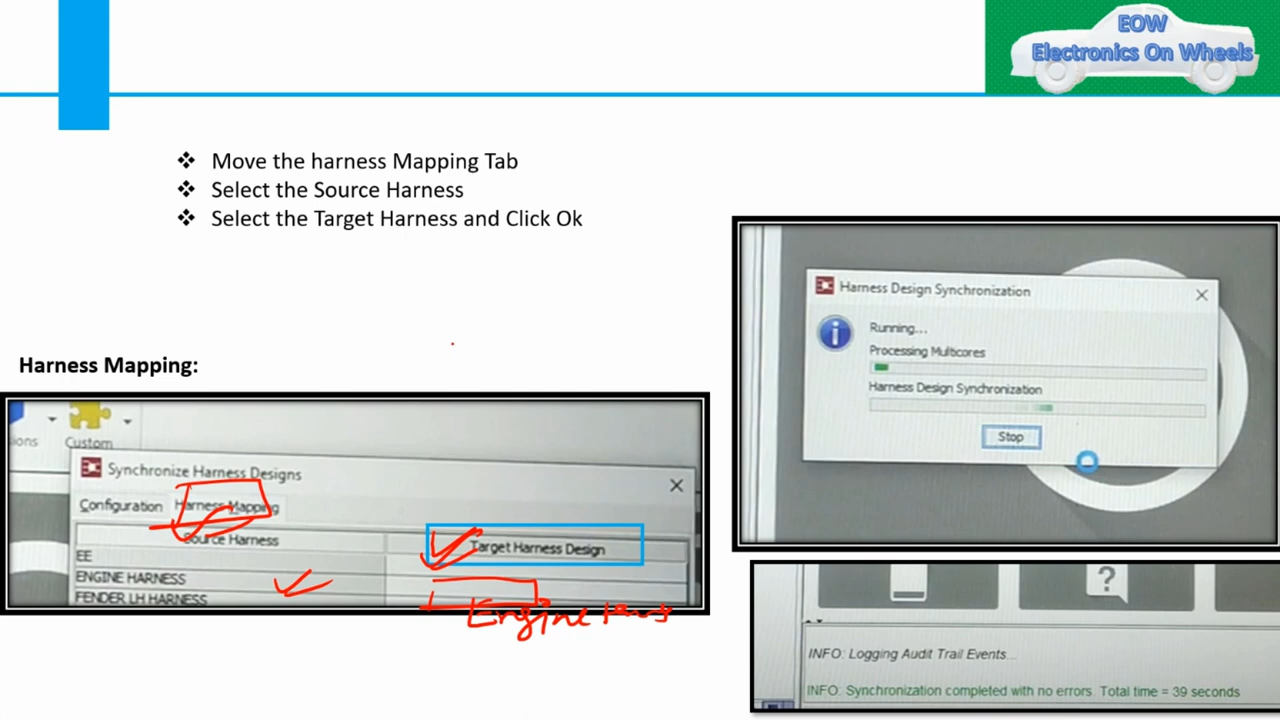 EOW
Electronics On Wheels
❖ Move the harness Mapping Tab
❖ Select the Source Harness
❖ Select the Target Harness and Click Ok
Harness Mapping:
ions
Custom
Synchronize Harness Designs
Configuration Harness Mapping
Source Harness Target Harness Design
EE
ENGINE HARNESS
FENDER LH HARNESS
Engine
Harness Design Synchronization
Running...
Processing Multicores
Harness Design Synchronization
Stop
?
INFO: Logging Audit Trail Events...
INFO: Synchronization completed with no errors. Total time = 39 seconds